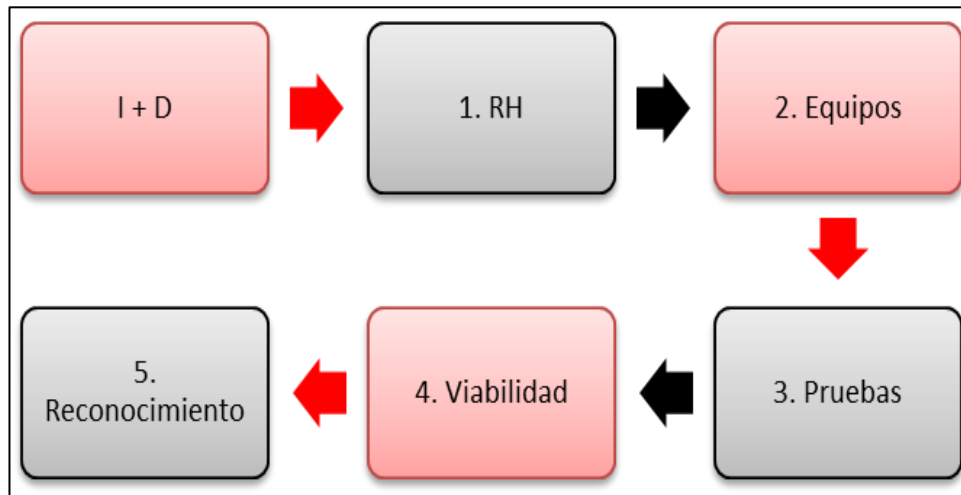 I + D
1. RH
2. Equipos
3. Pruebas
4. Viabilidad
5.
Reconocimiento